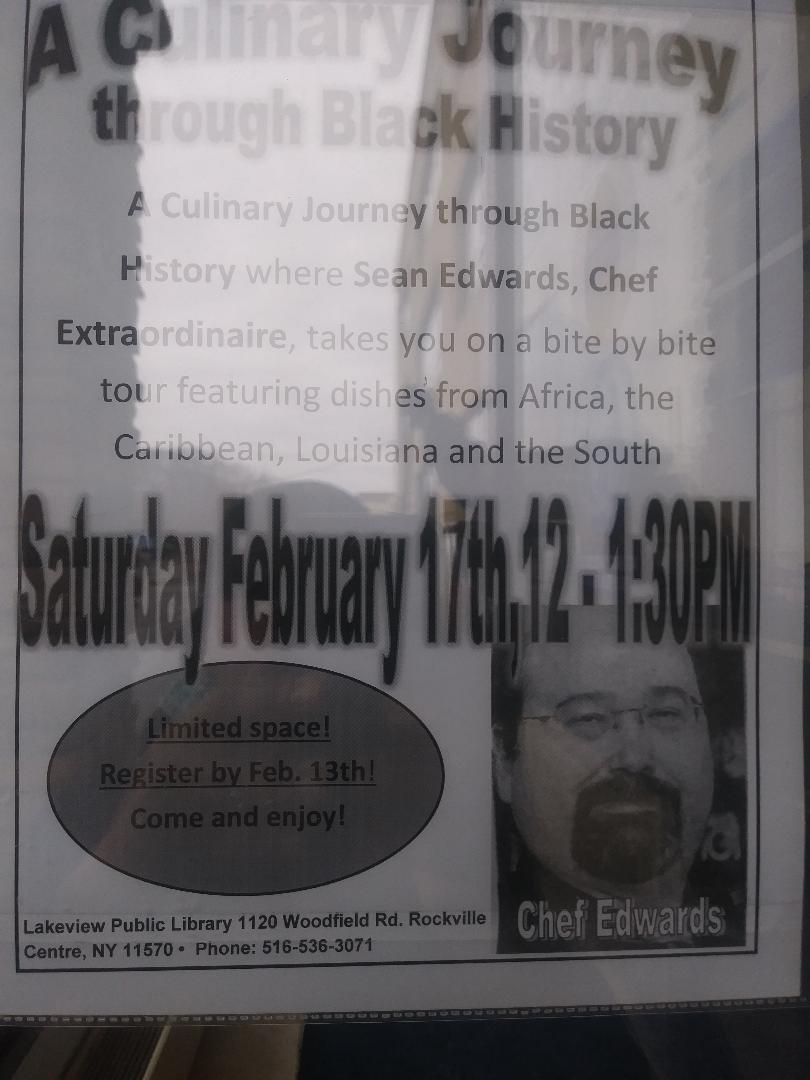 A Culinary Journey
through Black History
A Culinary Journey through Black
History where Sean Edwards, Chef
Extraordinaire, takes you on a bite by bite
tour featuring dishes from Africa, the
Caribbean, Louisiana and the South
Saturday February 17th,12 - 1:30PM
Limited space!
Register by Feb. 13th!
Come and enjoy!
Chef Edwards
Lakeview Public Library 1120 Woodfield Rd. Rockville
Centre, NY 11570 • Phone: 516-536-3071